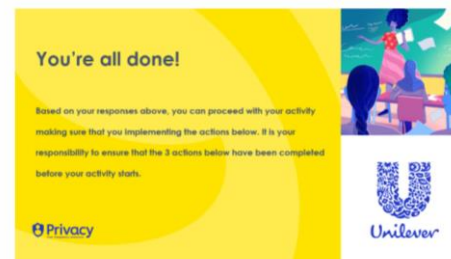 You're all done!
Based on your responses above, you can proceed with your activity
making sure that you implementing the actions below. It is your
responsibility to ensure that the 3 actions below have been completed
before your activity starts.
Privacy
Unilever